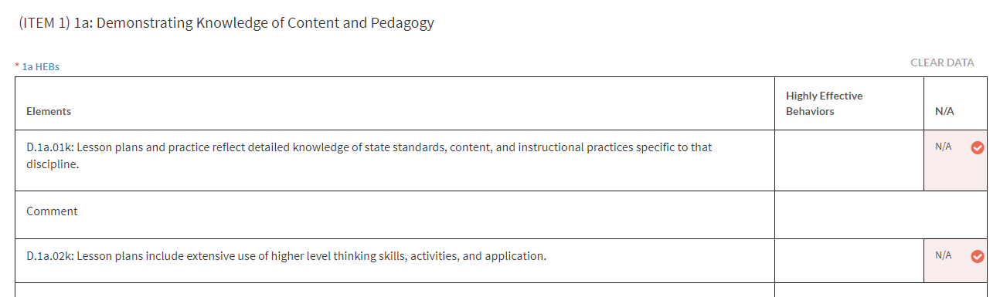 (ITEM 1) 1a: Demonstrating Knowledge of Content and Pedagogy
CLEAR DATA
* 1a HEBs
Highly Effective
Elements Behaviors N/A
D.1a.01k: Lesson plans and practice reflect detailed knowledge of state standards, content, and instructional practices specific to that N/A
discipline.
Comment
D.1a.02k: Lesson plans include extensive use of higher level thinking skills, activities, and application. N/A